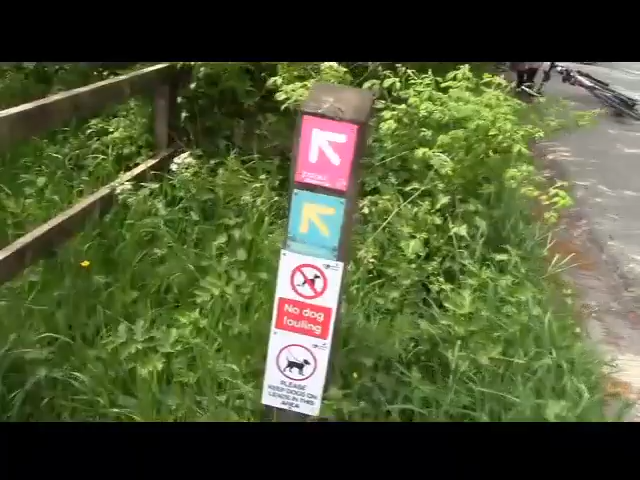 No dog
fouling
PLEASE
KEEP DOGS ON
LEADS IN THIS
AREA